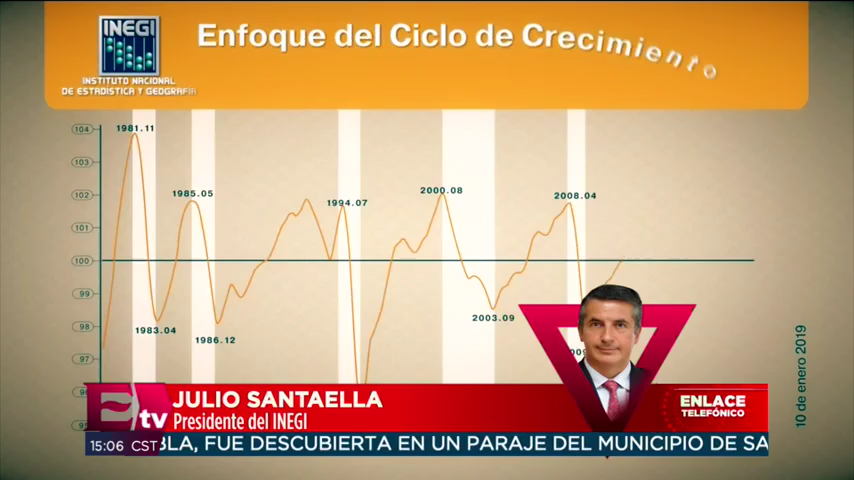 INEGI
INSTITUTO NACIONAL
DE ESTADÍSTICA Y GEOGRAFÍA
Enfoque del Ciclo de Crecimiento
104
103
102
101
100
99
98
97
1981.11
1983.04
1985.05
1986.12
1994.07
2000.08
2003.09
2008.04
10 de enero 2019
JULIO SANTAELLA
Presidente del INEGI
ENLACE
TELEFÓNICO
tv
15:06 CST
BLA, FUE DESCUBIERTA EN UN PARAJE DEL MUNICIPIO DE SA